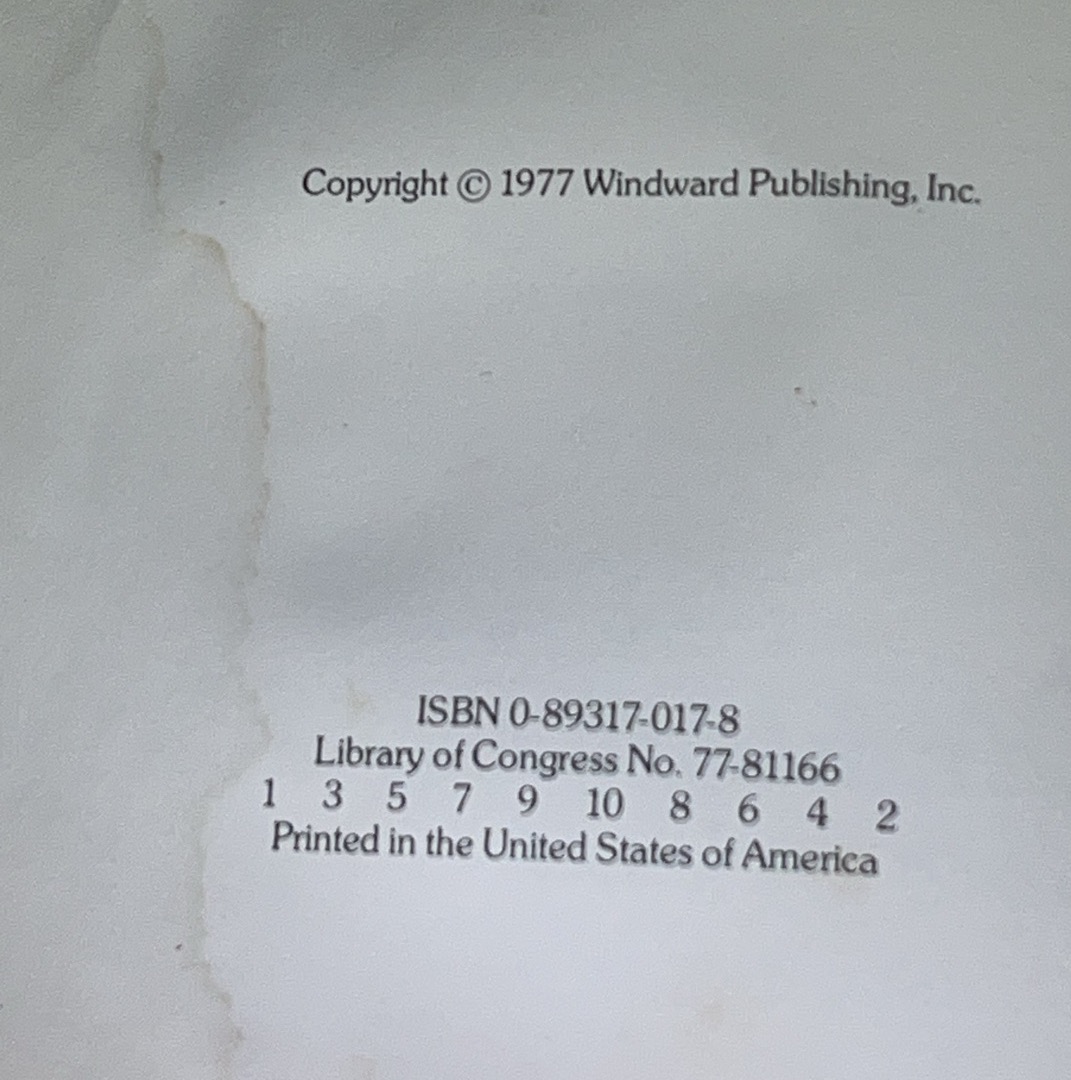 Copyright © 1977 Windward Publishing, Inc.
ISBN 0-89317-017-8
Library of Congress No. 77-81166
1 3 5 7 9 10 8 6 4 2
Printed in the United States of America